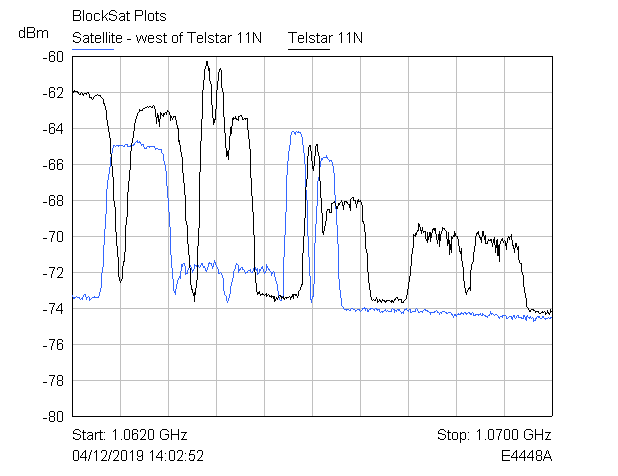 BlockSat Plots
dBm
Satellite - west of Telstar 11N Telstar 11N
-60
-62
-64
-66
-68
-70
-72
-74
-76
-78
-80
Start: 1.0620 GHz Stop: 1.0700 GHz
04/12/2019 14:02:52 E4448A